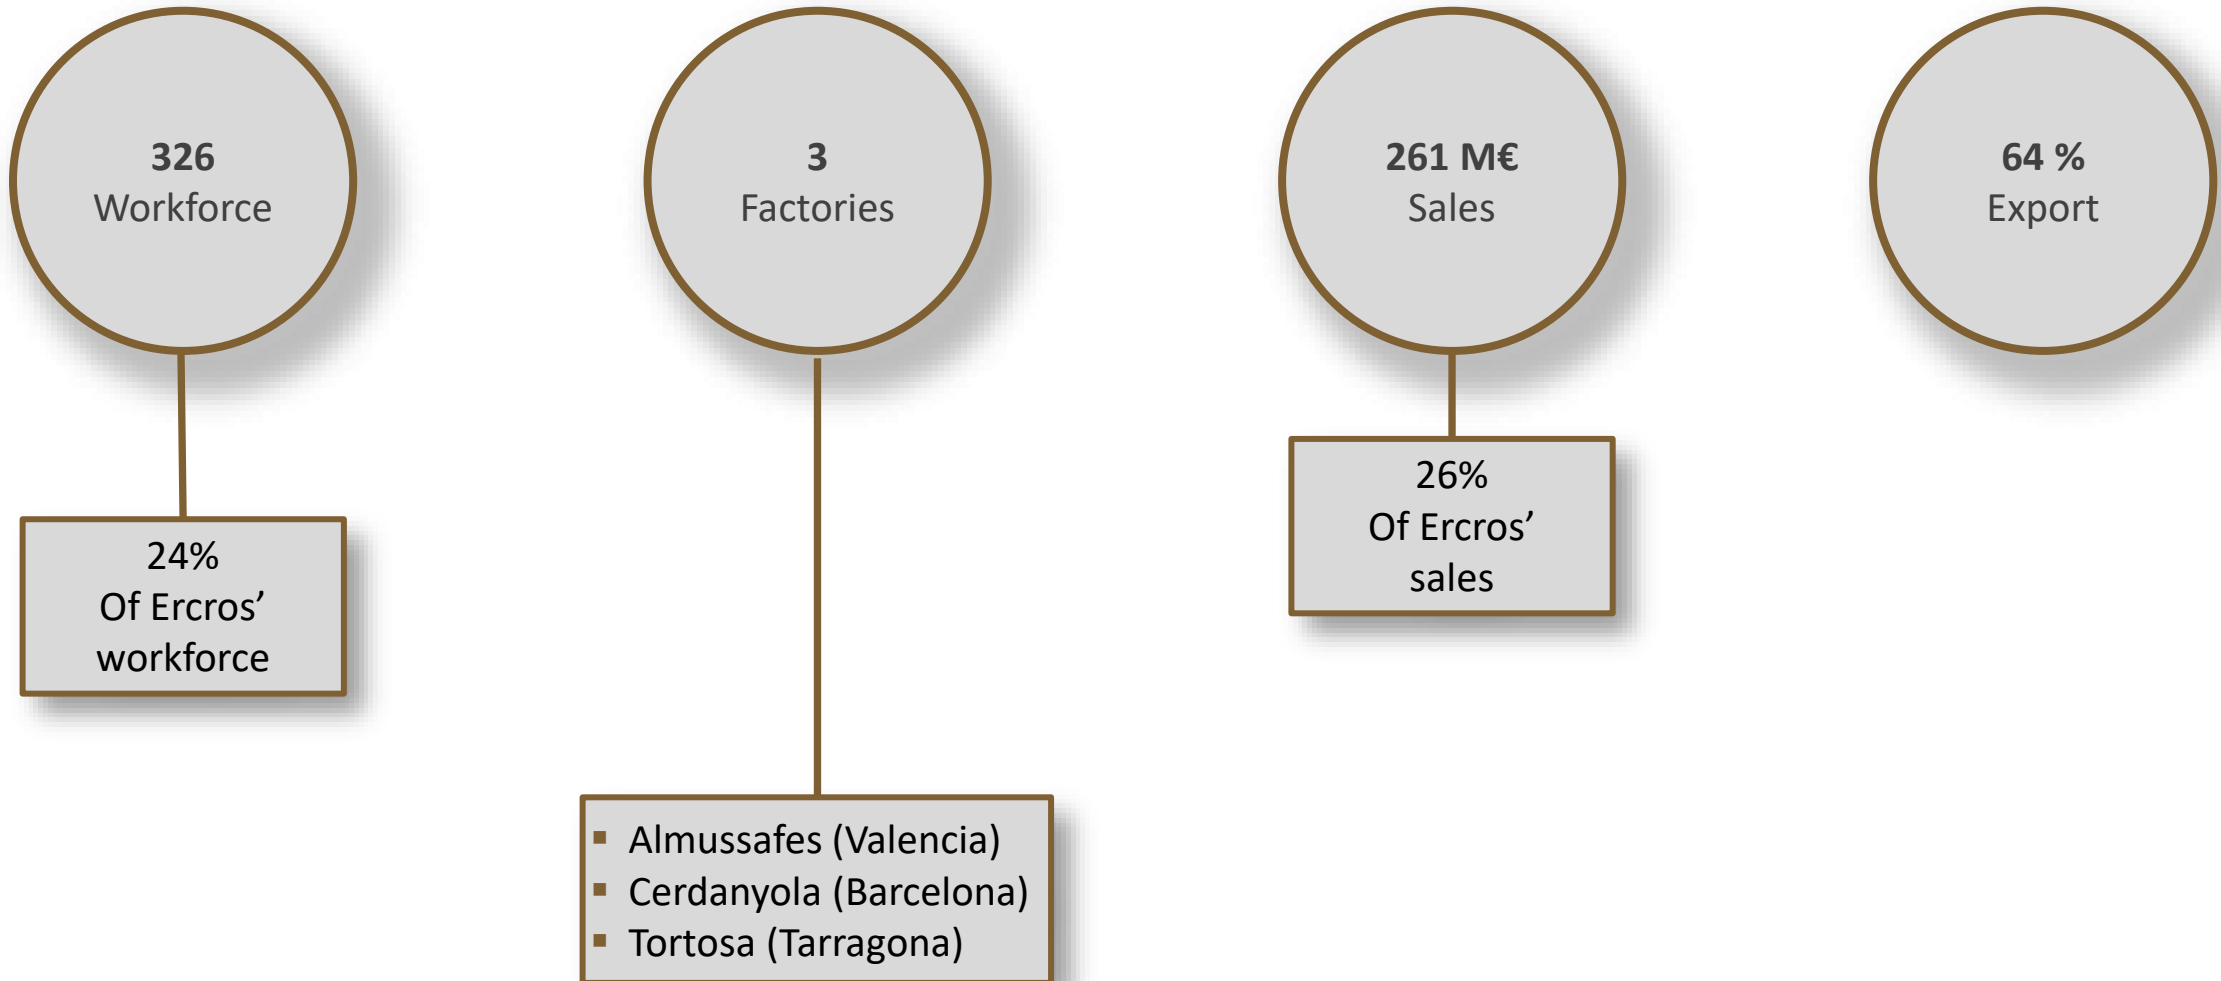 326
Workforce
3
Factories
261 M€
Sales
64 %
Export
24%
Of Ercros’
workforce
26%
Of Ercros’
sales
▪ Almussafes (Valencia)
▪ Cerdanyola (Barcelona)
▪ Tortosa (Tarragona)